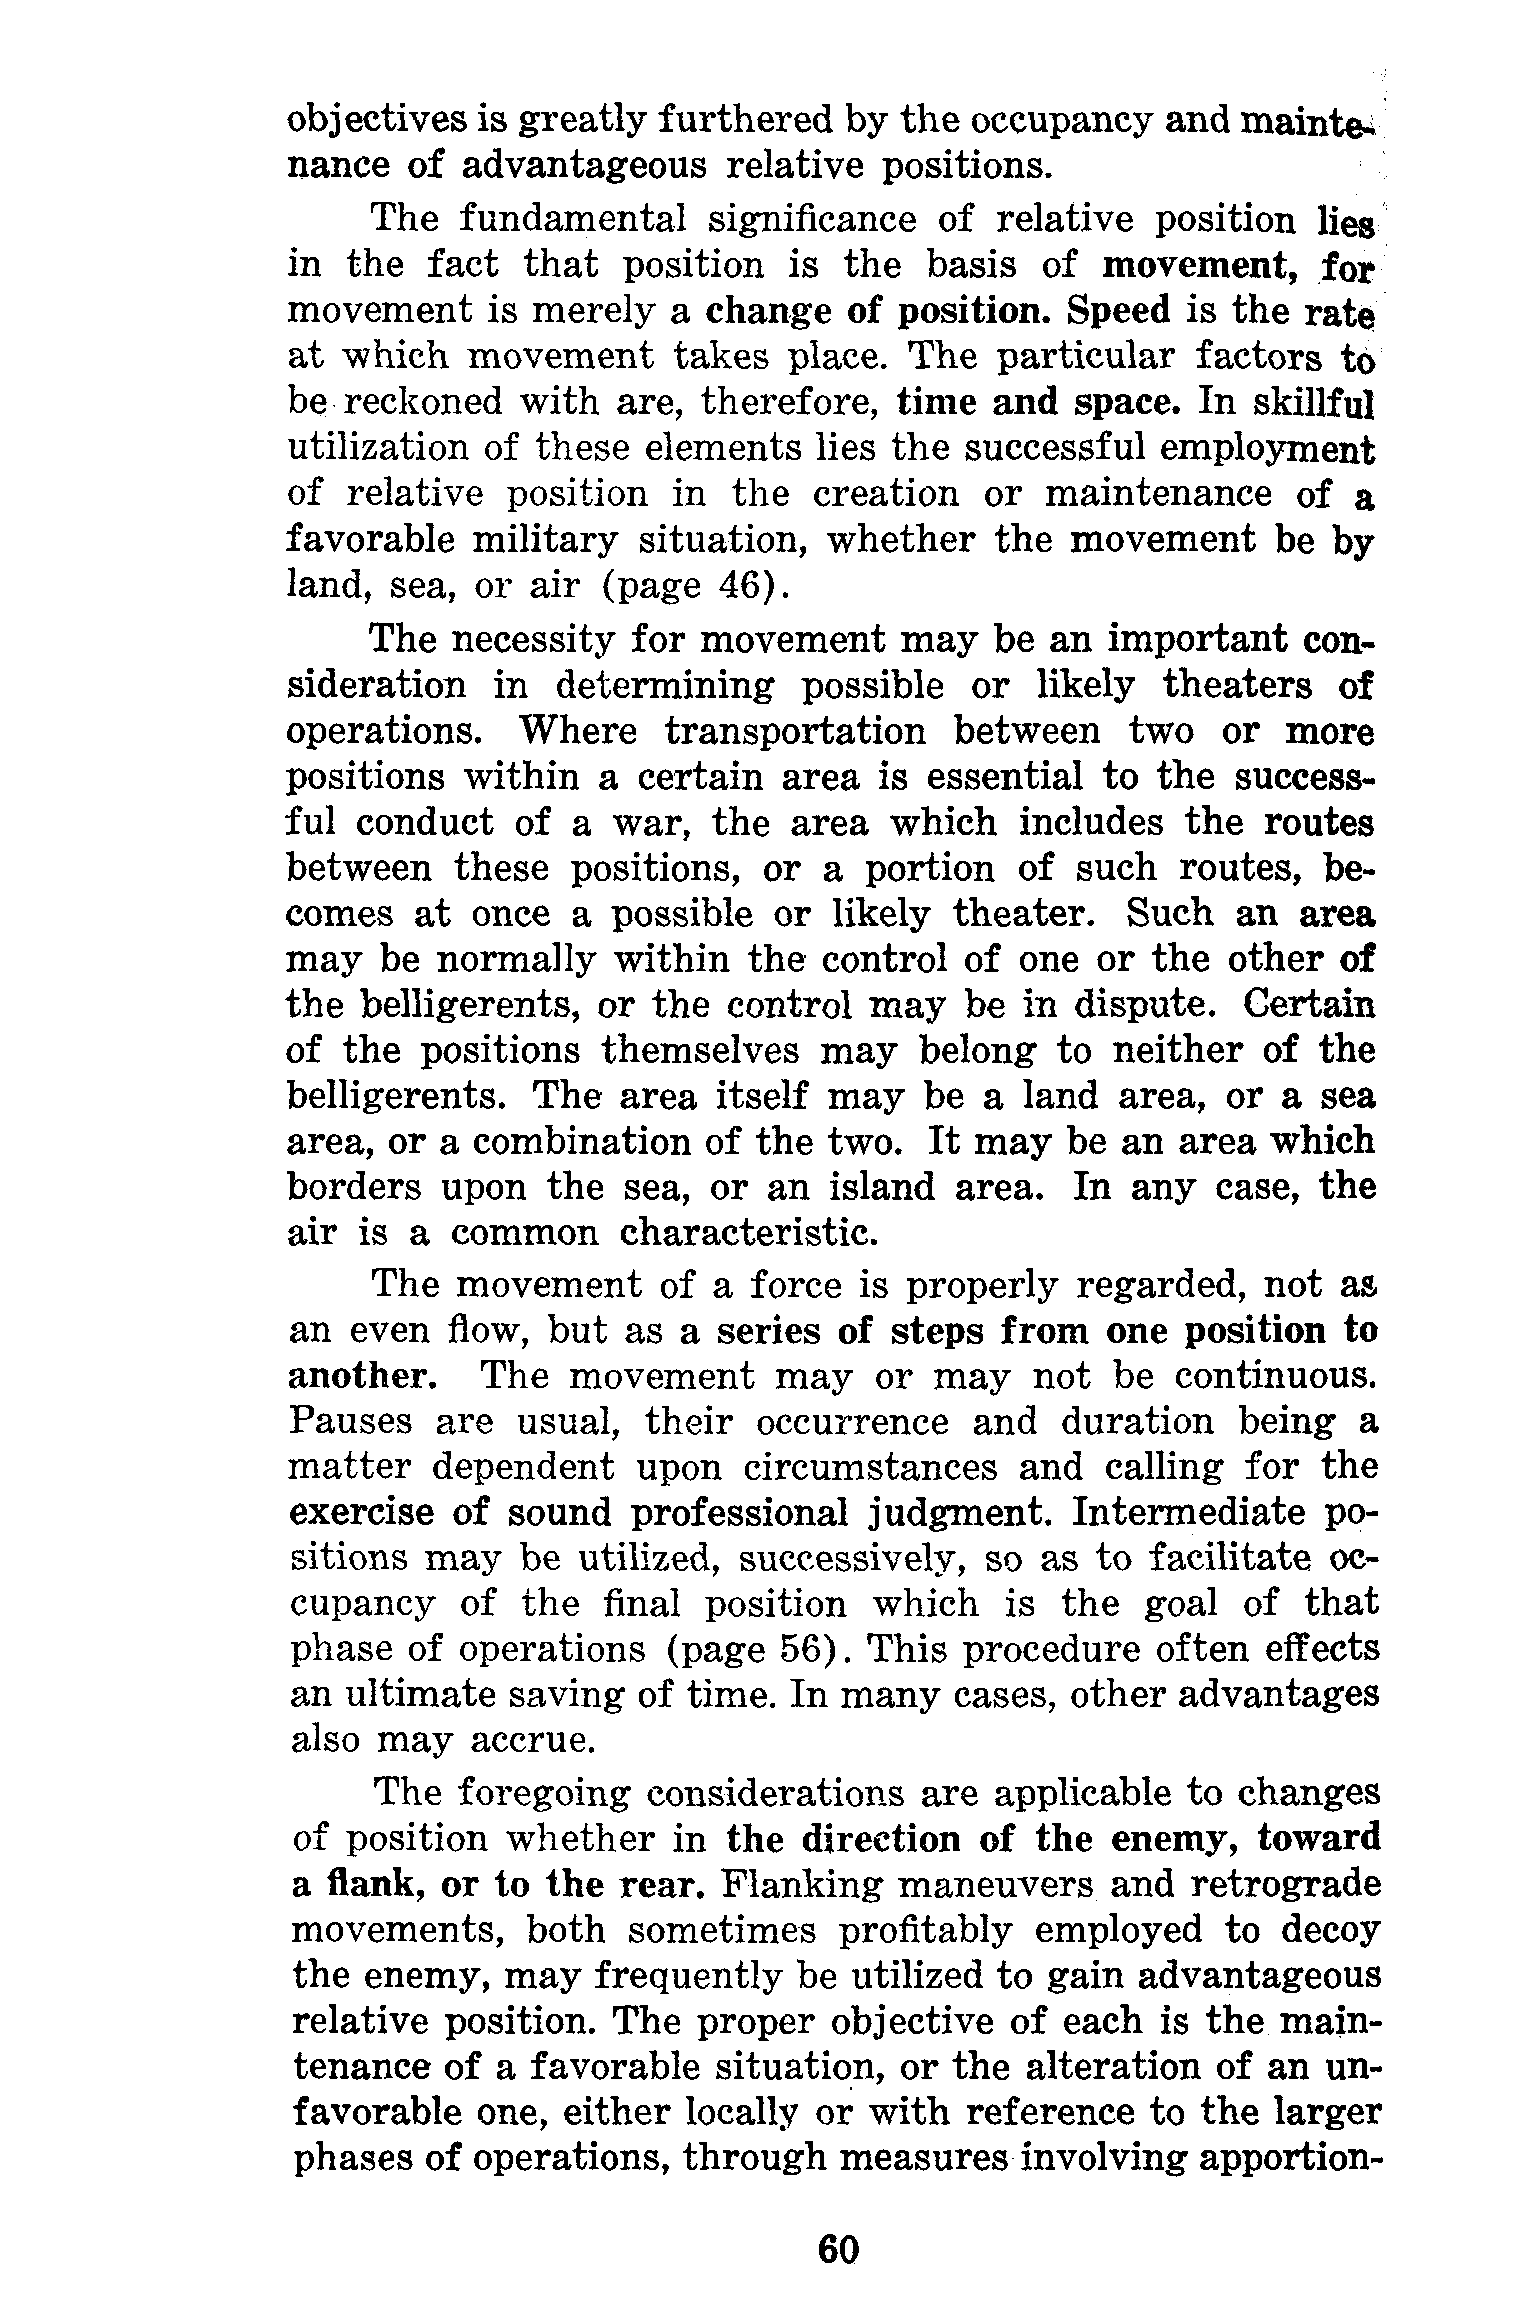 objectives is greatly furthered by the occupancy and mainte-
nance of advantageous relative positions.
The fundamental significance of relative position lies
in the fact that position is the basis of movement, for
movement is merely a change of position. Speed is the rate
at which movement takes place. The particular factors to
be reckoned with are, therefore, time and space. In skillful
utilization of these elements lies the successful employment
of relative position in the creation or maintenance of a
favorable military situation, whether the movement be by
land, sea, or air (page 46).
The necessity for movement may be an important con-
sideration in determining possible or likely theaters of
operations. Where transportation between two or more
positions within a certain area is essential to the success-
ful conduct of a war, the area which includes the routes
between these positions, or a portion of such routes, be-
comes at once a possible or likely theater. Such an area
may be normally within the control of one or the other of
the belligerents, or the control may be in dispute. Certain
of the positions themselves may belong to neither of the
belligerents. The area itself may be a land area, or a sea
area, or a combination of the two. It may be an area which
borders upon the sea, or an island area. In any case, the
air is a common characteristic.
The movement of a force is properly regarded, not as
an even flow, but as a series of steps from one position to
another. The movement may or may not be continuous.
Pauses are usual, their occurrence and duration being a
matter dependent upon circumstances and calling for the
exercise of sound professional judgment. Intermediate po-
sitions may be utilized, successively, so as to facilitate oc-
cupancy of the final position which is the goal of that
phase of operations (page 56). This procedure often effects
an ultimate saving of time. In many cases, other advantages
also may accrue.
The foregoing considerations are applicable to changes
of position whether in the direction of the enemy, toward
a flank, or to the rear. Flanking maneuvers and retrograde
movements, both sometimes profitably employed to decoy
the enemy, may frequently be utilized to gain advantageous
relative position. The proper objective of each is the main-
tenance of a favorable situation, or the alteration of an un-
favorable one, either locally or with reference to the larger
phases of operations, through measures involving apportion-
60